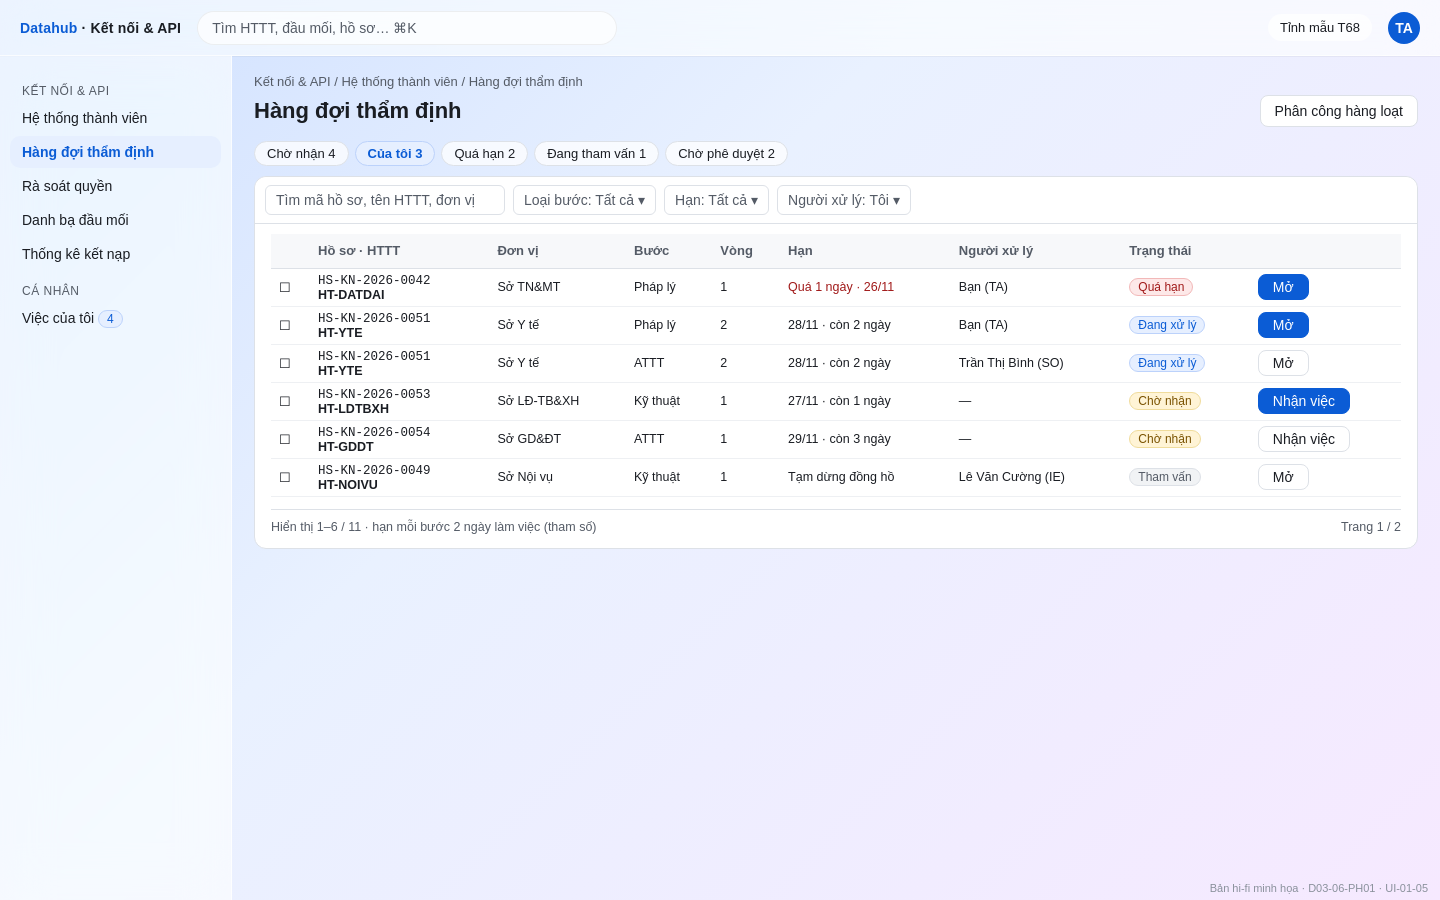 Datahub · Kết nối & API
Tìm HTTT, đầu mối, hồ sơ… ⌘K
Tỉnh mẫu T68
TA
KẾT NỐI & API
Hệ thống thành viên
Hàng đợi thẩm định
Rà soát quyền
Danh bạ đầu mối
Thống kê kết nạp
CÁ NHÂN
Việc của tôi 4
Kết nối & API / Hệ thống thành viên / Hàng đợi thẩm định
Hàng đợi thẩm định
Phân công hàng loạt
Chờ nhận 4 Của tôi 3 Quá hạn 2 Đang tham vấn 1 Chờ phê duyệt 2
Tìm mã hồ sơ, tên HTTT, đơn vị Loại bước: Tất cả ▾ Hạn: Tất cả ▾ Người xử lý: Tôi ▾
Hồ sơ · HTTT Đơn vị Bước Vòng Hạn Người xử lý Trạng thái
☐ HS-KN-2026-0042 Sở TN&MT Pháp lý 1 Quá 1 ngày · 26/11 Bạn (TA) Quá hạn Mở
HT-DATDAI
☐ HS-KN-2026-0051 Sở Y tế Pháp lý 2 28/11 · còn 2 ngày Bạn (TA) Đang xử lý Mở
HT-YTE
☐ HS-KN-2026-0051 Sở Y tế ATTT 2 28/11 · còn 2 ngày Trần Thị Bình (SO) Đang xử lý Mở
HT-YTE
☐ HS-KN-2026-0053 Sở LĐ-TB&XH Kỹ thuật 1 27/11 · còn 1 ngày — Chờ nhận Nhận việc
HT-LDTBXH
☐ HS-KN-2026-0054 Sở GD&ĐT ATTT 1 29/11 · còn 3 ngày — Chờ nhận Nhận việc
HT-GDDT
☐ HS-KN-2026-0049 Sở Nội vụ Kỹ thuật 1 Tạm dừng đồng hồ Lê Văn Cường (IE) Tham vấn Mở
HT-NOIVU
Hiển thị 1–6 / 11 · hạn mỗi bước 2 ngày làm việc (tham số)
Trang 1 / 2
Bản hi-fi minh họa · D03-06-PH01 · UI-01-05